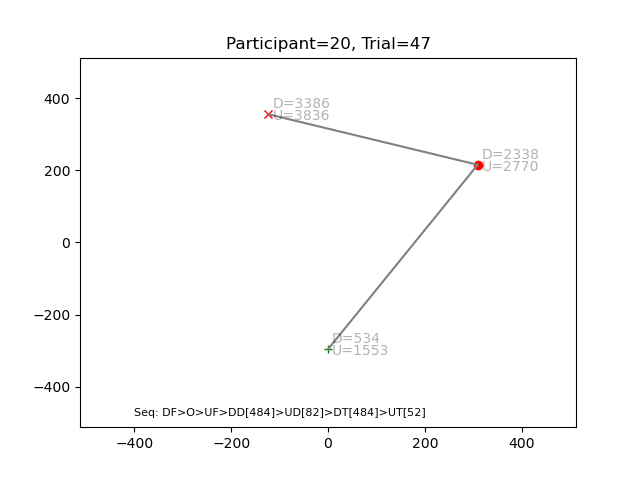 Participant=20, Trial=47
D=3386
U=3836
D=2338
U=2770
D=534
U=1553
Seq: DF>O>UF>DD[484]>UD[82]>DT[484]>UT[52]
400
200
0
−200
−400
−400
−200
0
200
400